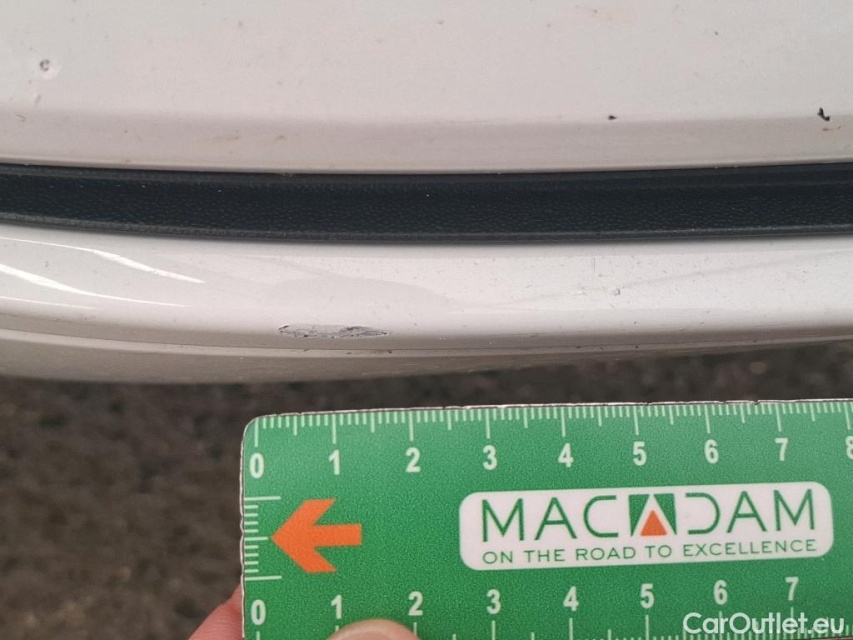 0 1 2 3 4 5 6 7 8
MACADAM
ON THE ROAD TO EXCELLENCE
0 1 2 3 4 5 6 7
CarOutlet.eu